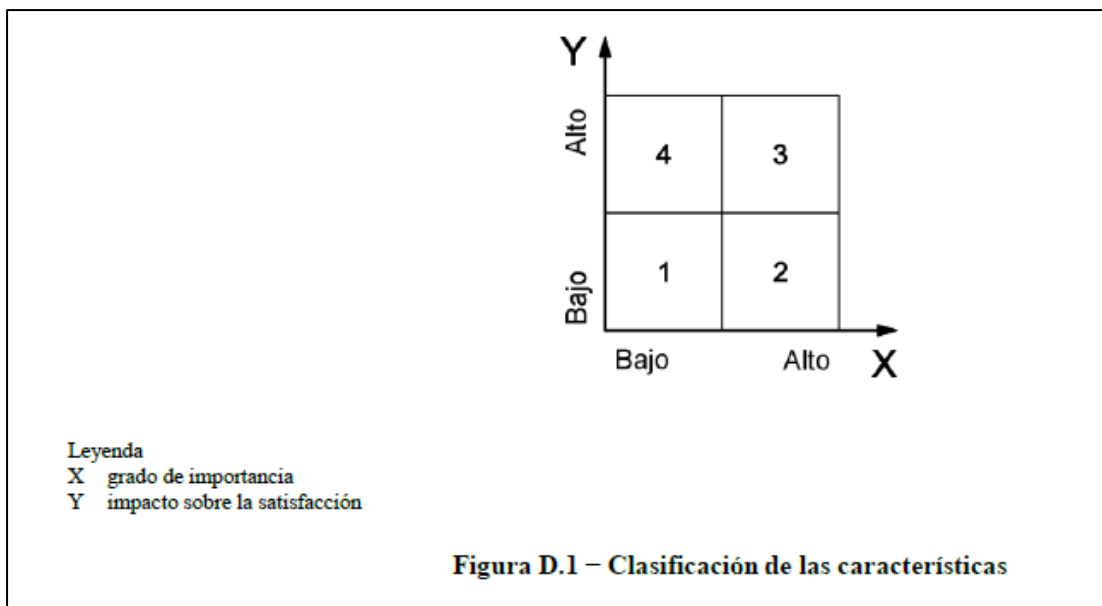 Y
Alto
4 3
Bajo
1 2
Bajo Alto X
Leyenda
X grado de importancia
Y impacto sobre la satisfacción
Figura D.1 − Clasificación de las características